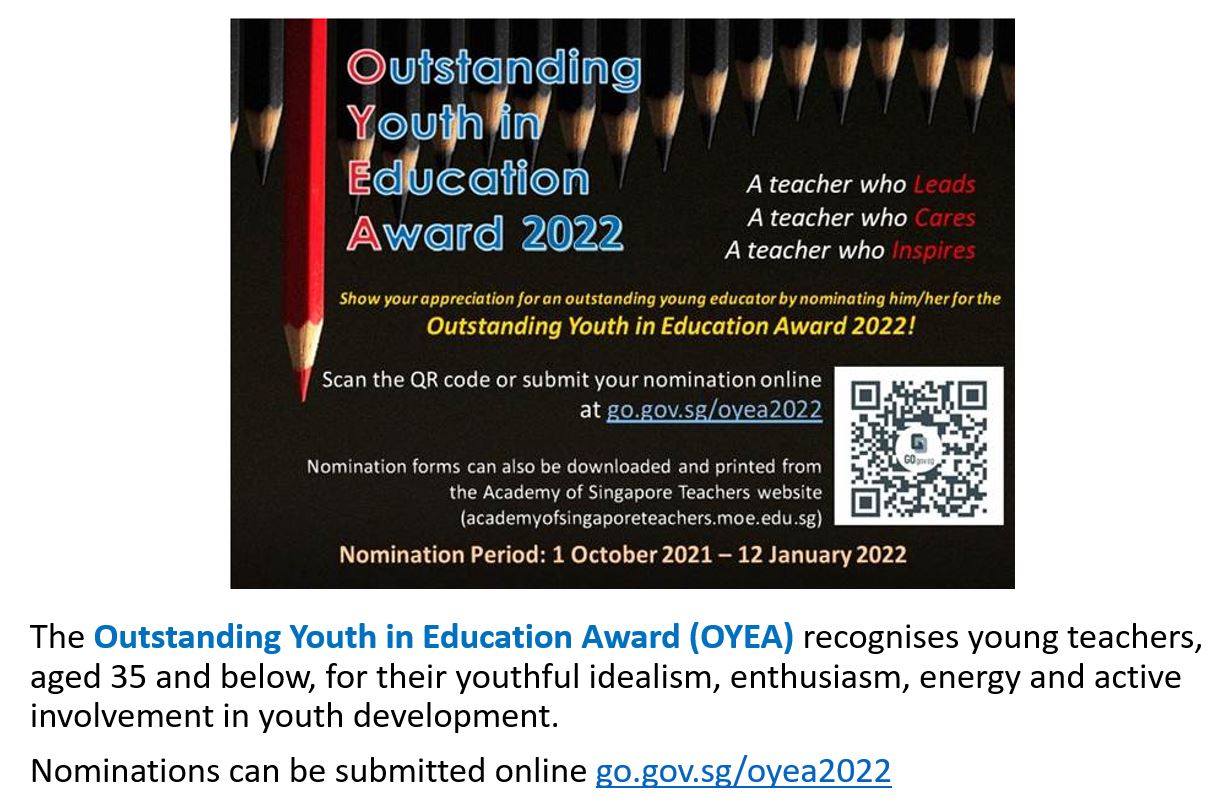 Outstanding
Youth in
Education
Award 2022
A teacher who Leads
A teacher who Cares
A teacher who Inspires
Show your appreciation for an outstanding young educator by nominating him/her for the
Outstanding Youth in Education Award 2022!
Scan the QR code or submit your nomination online
at go.gov.sg/oyea2022
GOgovsg
Nomination forms can also be downloaded and printed from
the Academy of Singapore Teachers website
(academyofsingaporeteachers.moe.edu.sg)
Nomination Period: 1 October 2021 – 12 January 2022
The Outstanding Youth in Education Award (OYEA) recognises young teachers,
aged 35 and below, for their youthful idealism, enthusiasm, energy and active
involvement in youth development.
Nominations can be submitted online go.gov.sg/oyea2022